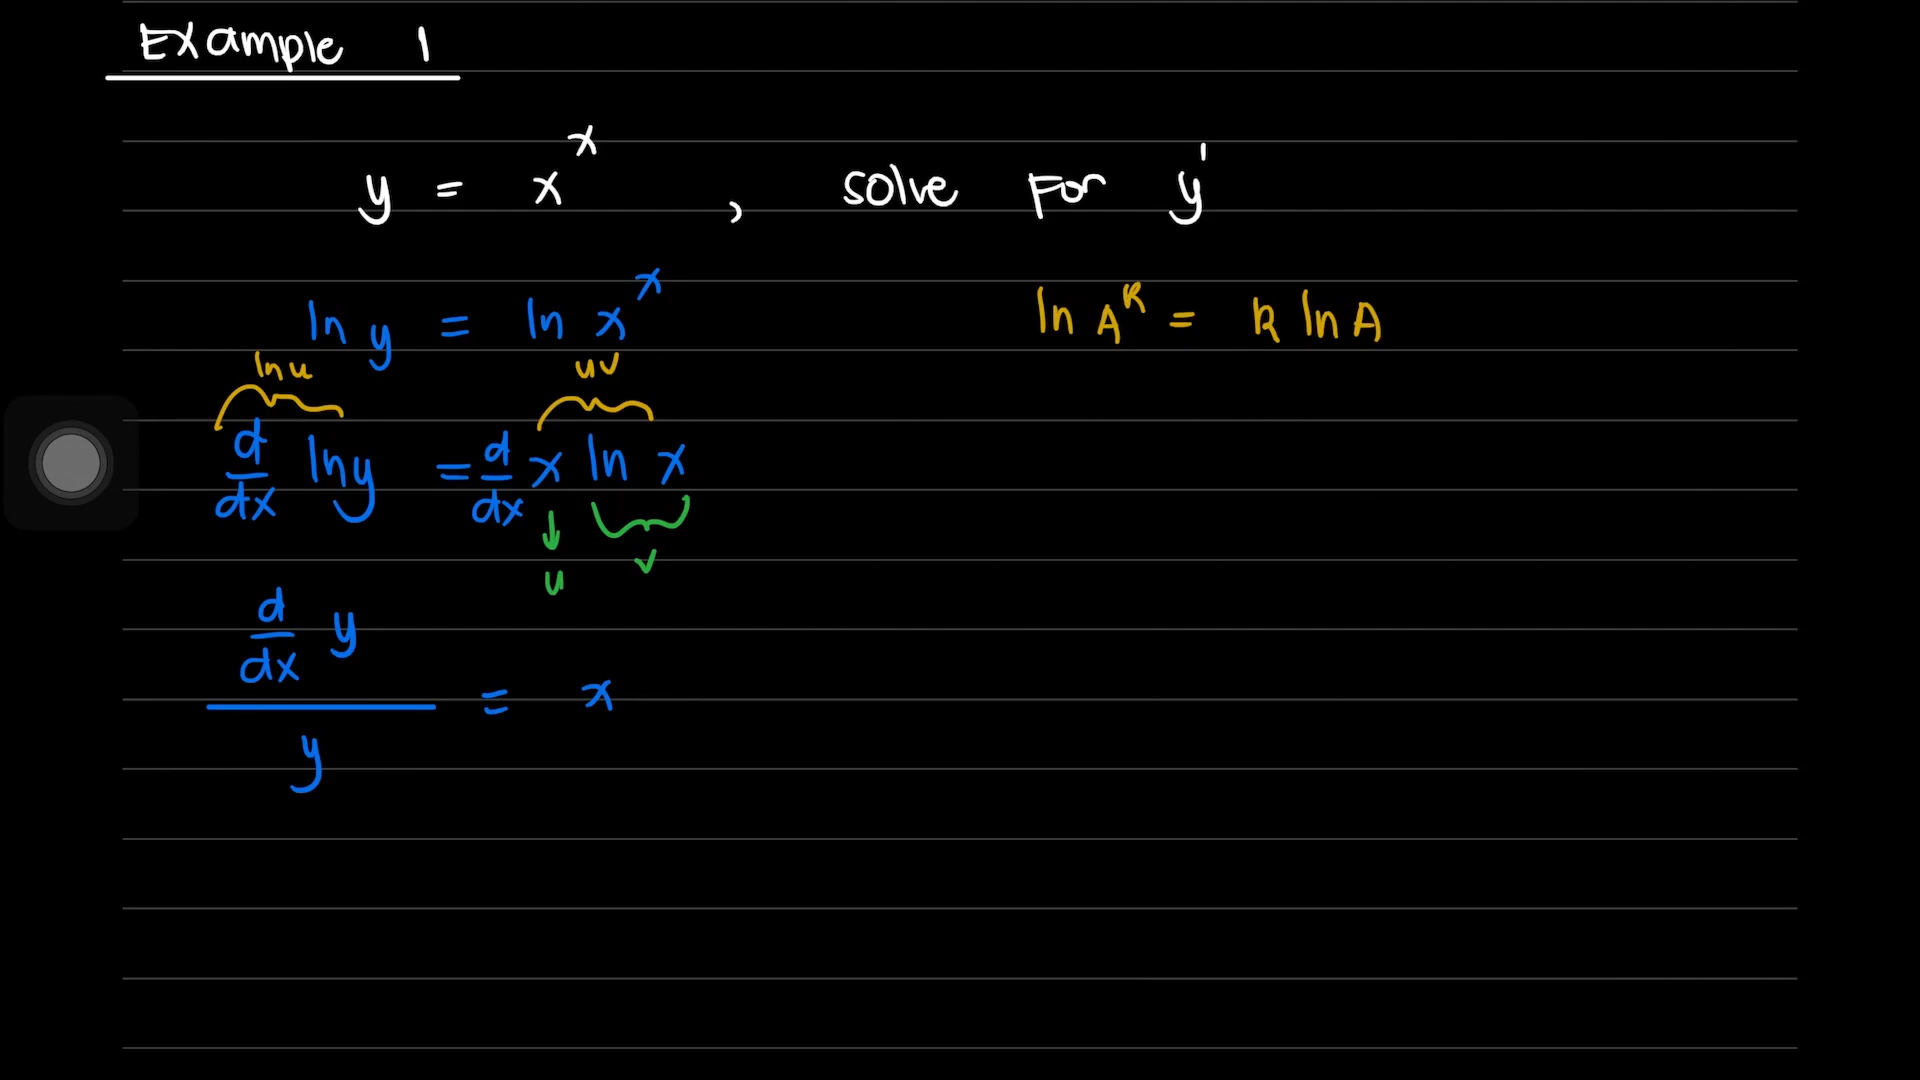 Example 1
y = x^x , solve For y'
ln y = ln x^x
ln A^k = k ln A
ln u
uv
d/dx ln y = d/dx x ln x
u
v
d/dx y / y = x